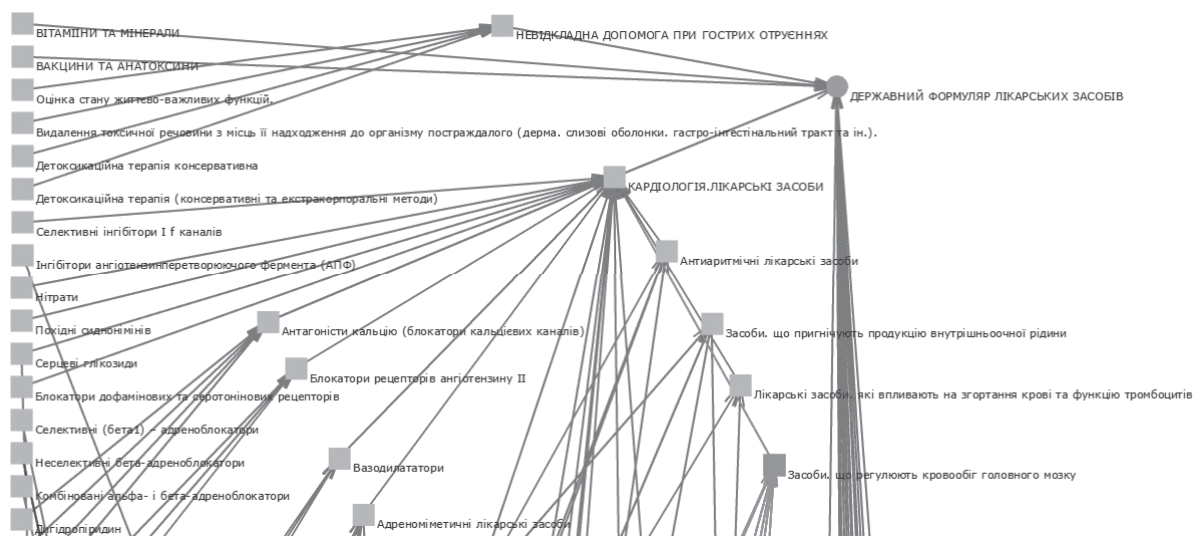 ВІТАМІІНИ ТА МІНЕРАЛИ
НЕВІДКЛАДНА ДОПОМОГА ПРИ ГОСТРИХ ОТРУЄННЯХ
ВАКЦИНИ ТА АНАТОКСИНИ
Оцінка стану життєво-важливих функцій.
ДЕРЖАВНИЙ ФОРМУЛЯР ЛІКАРСЬКИХ ЗАСОБІВ
Видалення токсичної речовини з місць її надходження до організму постраждалого (дерма. слизові оболонки. гастро-інтестінальний тракт та ін.).
Детоксикаційна терапія консервативна
КАРДІОЛОГІЯ.ЛІКАРСЬКІ ЗАСОБИ
Детоксикаційна терапія (консервативні та екстракорпоральні методи)
Селективні інгібітори I f каналів
Антиаритмічні лікарські засоби
Інгібітори ангіотензинперетворюючого фермента (АПФ)
Нітрати
Похідні сиднонімінів
Антагоністи кальцію (блокатори кальцієвих каналів)
Засоби. що пригнічують продукцію внутрішньоочної рідини
Серцеві глікозиди
Блокатори рецепторів ангіотензину II
Блокатори дофамінових та серотонінових рецепторів
Лікарські засоби. які впливають на згортання крові та функцію тромбоцитів
Селективні (бета1) – адреноблокатори
Неселективні бета-адреноблокатори
Вазодилататори
Засоби. що регулюють кровообіг головного мозку
Комбіновані альфа- і бета-адреноблокатори
Дигідропіридин
Адреноміметичні лікарські засоби